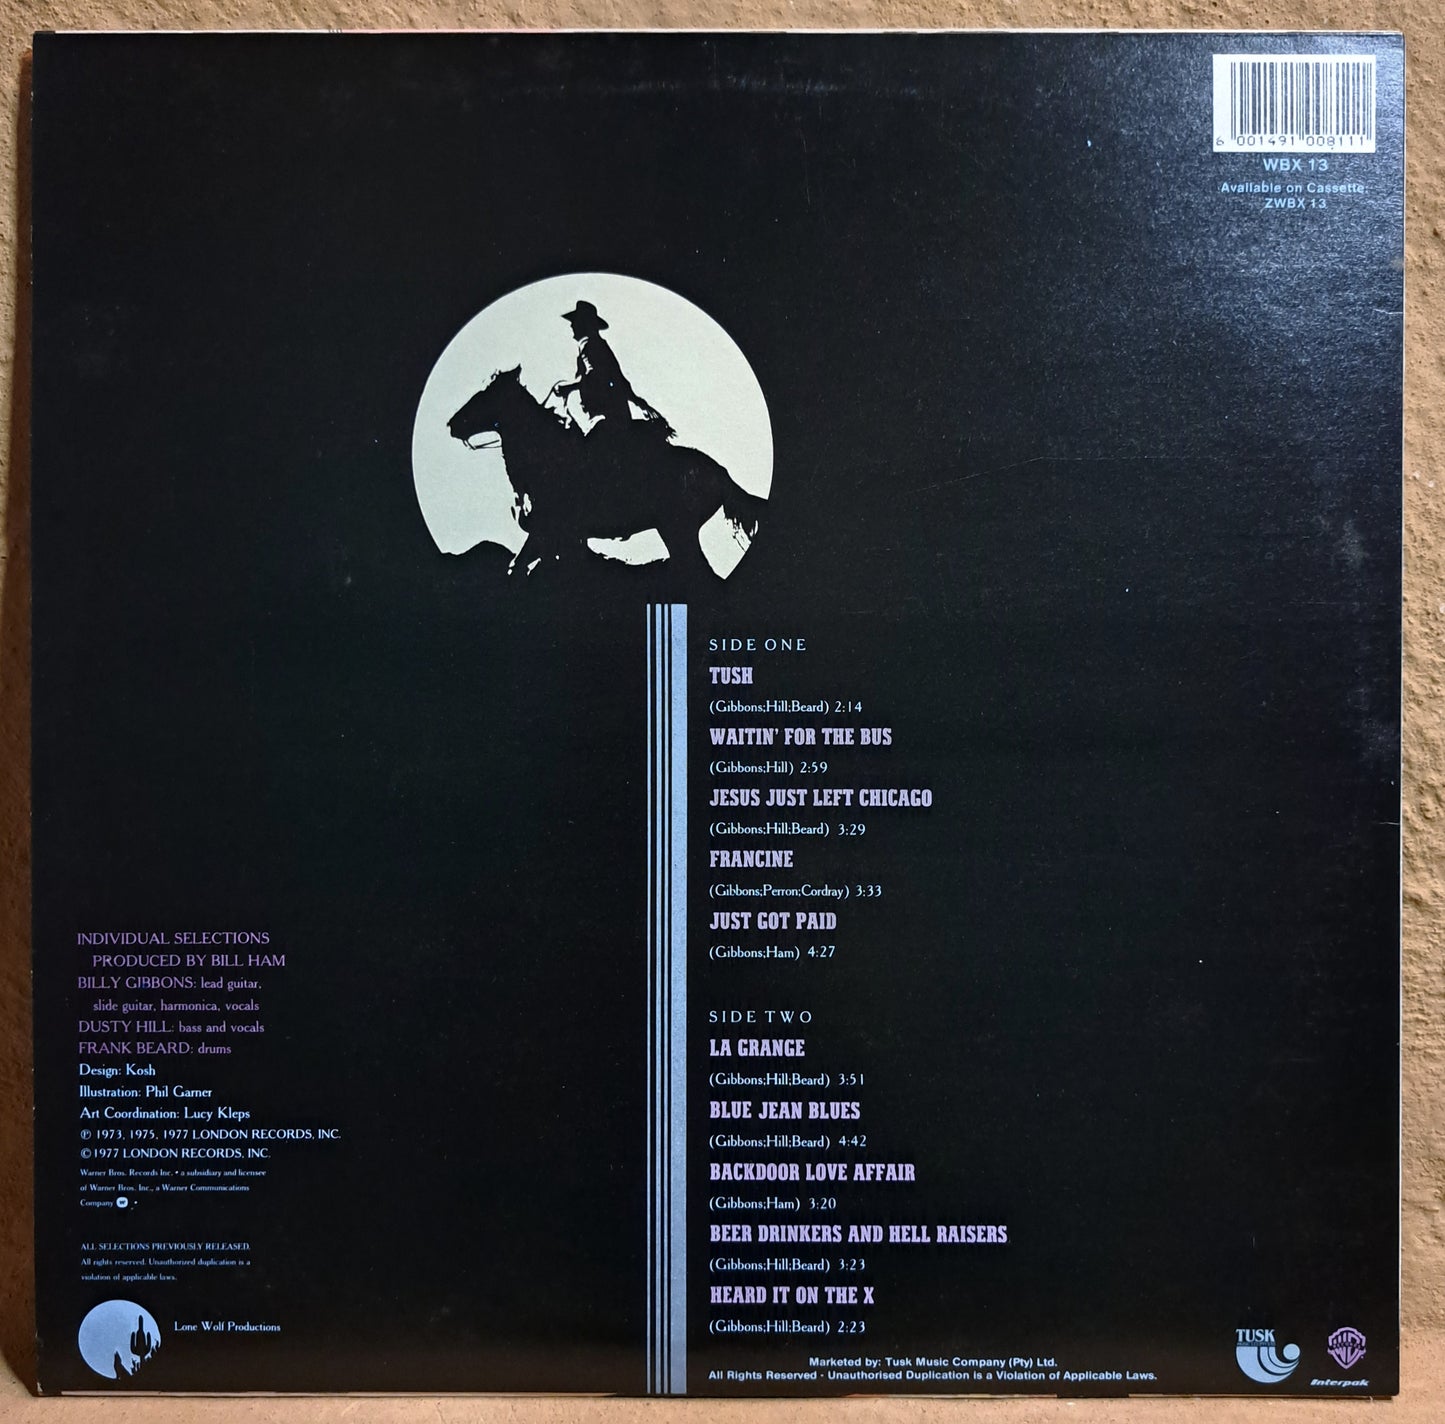 6 001491 008111
WBX 13
Available on Cassette:
ZWBX 13
SIDE ONE
TUSH
(Gibbons;Hill;Beard) 2:14
WAITIN' FOR THE BUS
(Gibbons;Hill) 2:59
JESUS JUST LEFT CHICAGO
(Gibbons;Hill;Beard) 3:29
FRANCINE
(Gibbons;Perron;Cordray) 3:33
JUST GOT PAID
(Gibbons;Ham) 4:27
SIDE TWO
LA GRANGE
(Gibbons;Hill;Beard) 3:51
BLUE JEAN BLUES
(Gibbons;Hill;Beard) 4:42
BACKDOOR LOVE AFFAIR
(Gibbons;Ham) 3:20
BEER DRINKERS AND HELL RAISERS
(Gibbons;Hill;Beard) 3:23
HEARD IT ON THE X
(Gibbons;Hill;Beard) 2:23
INDIVIDUAL SELECTIONS
PRODUCED BY BILL HAM
BILLY GIBBONS: lead guitar,
slide guitar, harmonica, vocals
DUSTY HILL: bass and vocals
FRANK BEARD: drums
Design: Kosh
Illustration: Phil Garner
Art Coordination: Lucy Kleps
℗ 1973, 1975, 1977 LONDON RECORDS, INC.
© 1977 LONDON RECORDS, INC.
Warner Bros. Records Inc. • a subsidiary and licensee
of Warner Bros. Inc., a Warner Communications
Company
ALL SELECTIONS PREVIOUSLY RELEASED.
All rights reserved. Unauthorized duplication is a
violation of applicable laws.
Lone Wolf Productions
Marketed by: Tusk Music Company (Pty) Ltd.
All Rights Reserved - Unauthorised Duplication is a Violation of Applicable Laws.
TUSK
Interpak